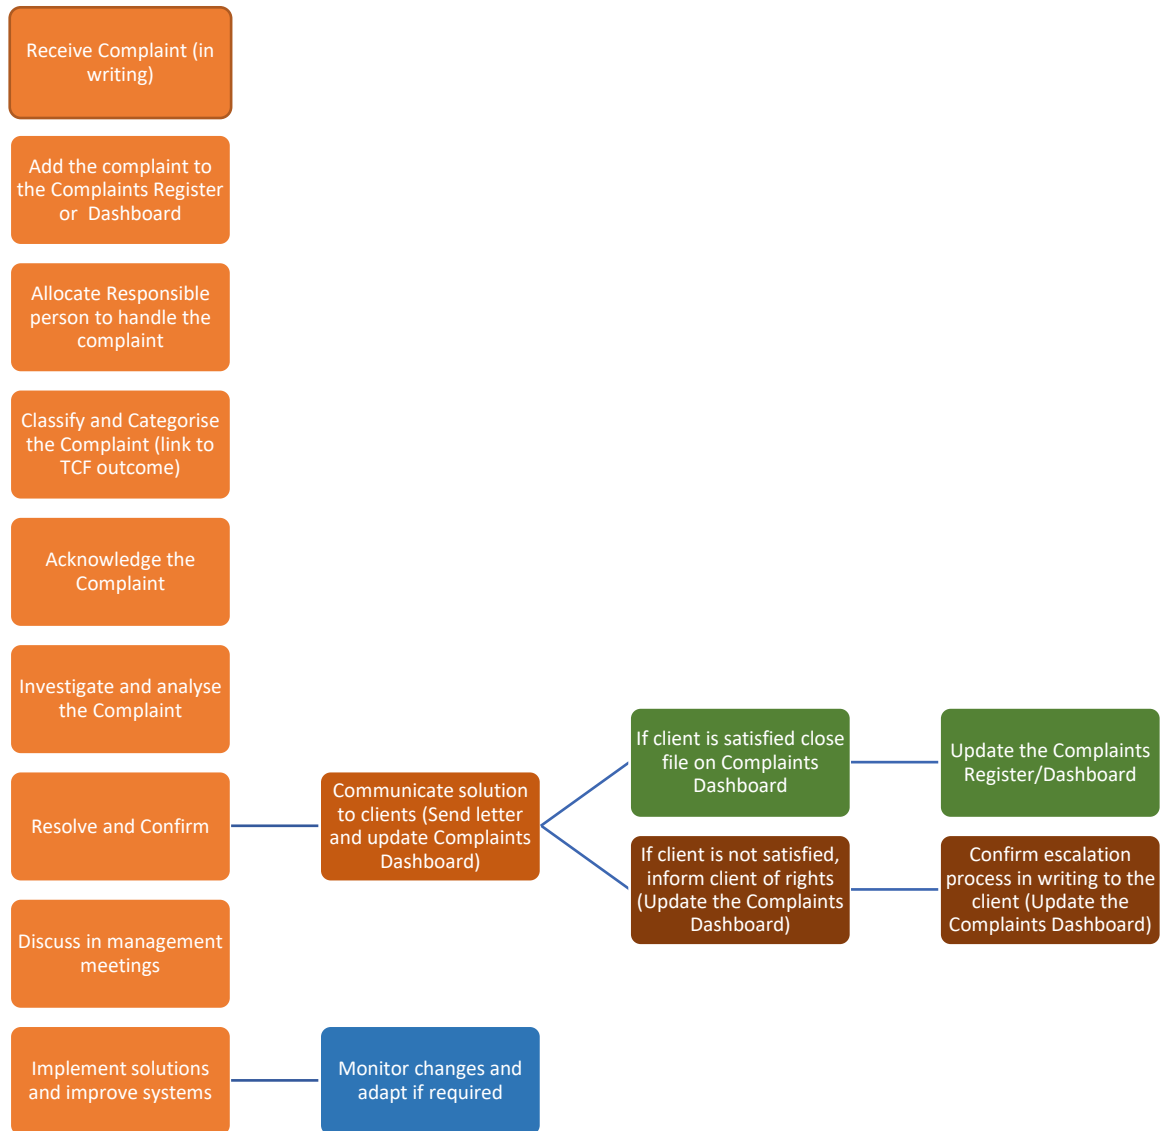 Receive Complaint (in
writing)
Add the complaint to
the Complaints Register
or  Dashboard
Allocate Responsible
person to handle the
complaint
Classify and Categorise
the Complaint (link to
TCF outcome)
Acknowledge the
Complaint
Investigate and analyse
the Complaint
Resolve and Confirm
Communicate solution
to clients (Send letter
and update Complaints
Dashboard)
If client is satisfied close
file on Complaints
Dashboard
Update the Complaints
Register/Dashboard
If client is not satisfied,
inform client of rights
(Update the Complaints
Dashboard)
Confirm escalation
process in writing to the
client (Update the
Complaints Dashboard)
Discuss in management
meetings
Implement solutions
and improve systems
Monitor changes and
adapt if required